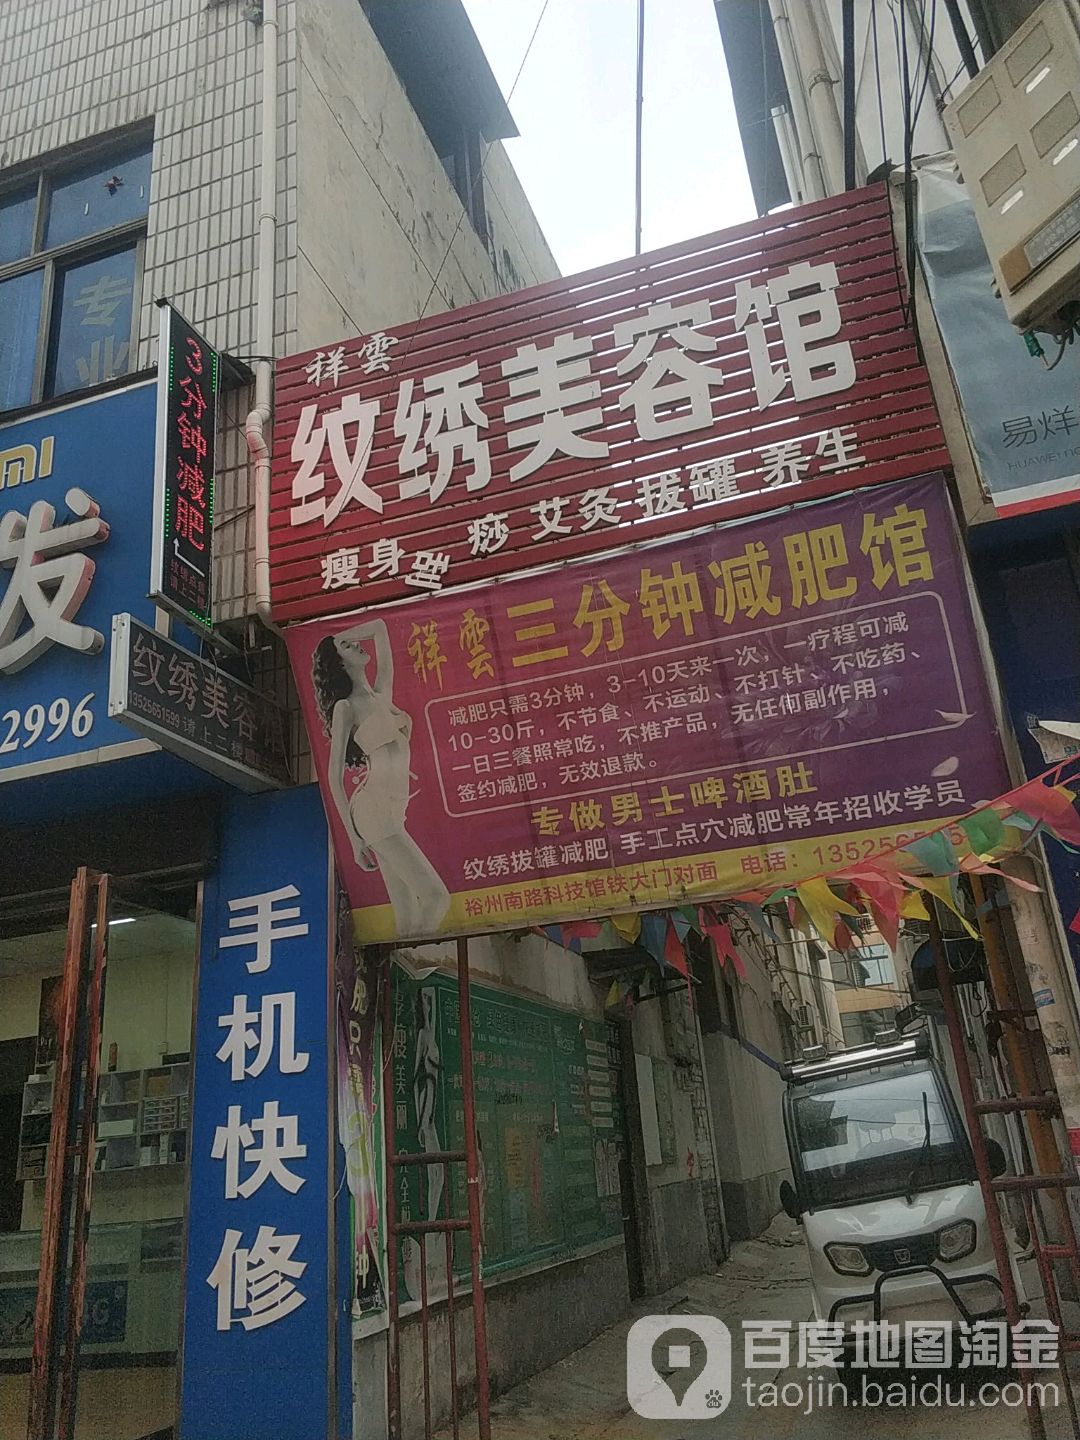 祥雲
纹绣美容馆
瘦身 刮痧 艾灸 拔罐 养生
祥雲 三分钟减肥馆
减肥只需3分钟，3-10天来一次，一疗程可减
10-30斤，不节食、不运动、不打针、不吃药、
一日三餐照常吃，不推产品，无任何副作用，
签约减肥，无效退款。
专做男士啤酒肚
纹绣拔罐减肥 手工点穴减肥常年招收学员
裕州南路科技馆铁大门对面 电话：135256
3分钟减肥
纹绣美容馆
13525651599 请上二楼
专业
MI
发
2996
手机快修
易烊
HUAWEI
百度地图淘金
taojin.baidu.com